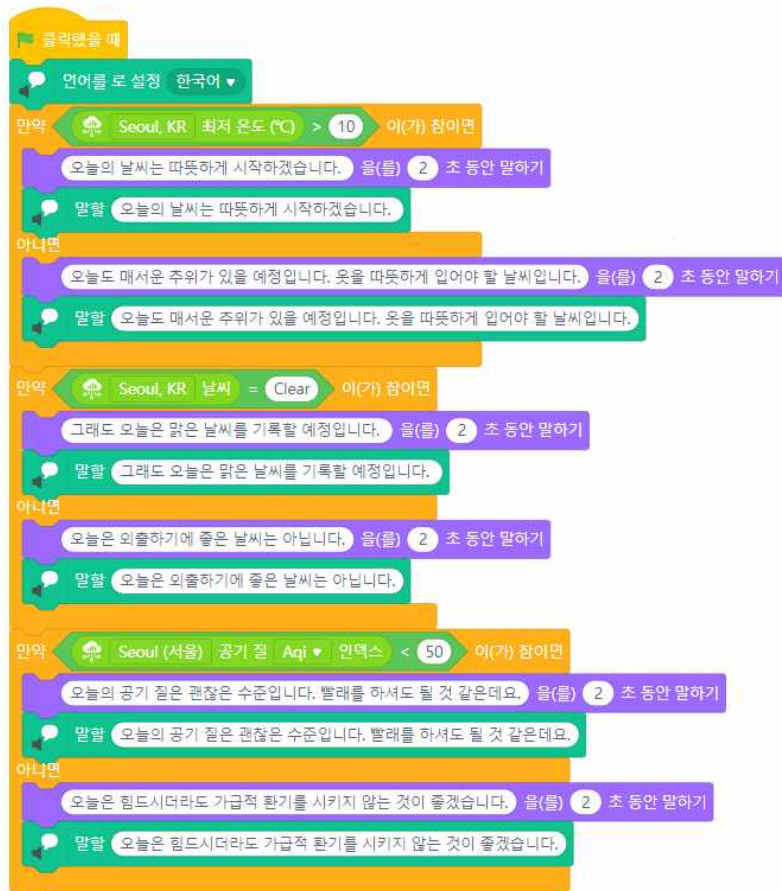 클릭했을 때
언어를 로 설정 한국어
만약 Seoul, KR 최저 온도 (℃) > 10 이(가) 참이면
오늘의 날씨는 따뜻하게 시작하겠습니다. 을(를) 2 초 동안 말하기
말할 오늘의 날씨는 따뜻하게 시작하겠습니다.
아니면
오늘도 매서운 추위가 있을 예정입니다. 옷을 따뜻하게 입어야 할 날씨입니다. 을(를) 2 초 동안 말하기
말할 오늘도 매서운 추위가 있을 예정입니다. 옷을 따뜻하게 입어야 할 날씨입니다.
만약 Seoul, KR 날씨 = Clear 이(가) 참이면
그래도 오늘은 맑은 날씨를 기록할 예정입니다. 을(를) 2 초 동안 말하기
말할 그래도 오늘은 맑은 날씨를 기록할 예정입니다.
아니면
오늘은 외출하기에 좋은 날씨는 아닙니다. 을(를) 2 초 동안 말하기
말할 오늘은 외출하기에 좋은 날씨는 아닙니다.
만약 Seoul (서울) 공기 질 Aqi 인덱스 < 50 이(가) 참이면
오늘의 공기 질은 괜찮은 수준입니다. 빨래를 하셔도 될 것 같은데요. 을(를) 2 초 동안 말하기
말할 오늘의 공기 질은 괜찮은 수준입니다. 빨래를 하셔도 될 것 같은데요.
아니면
오늘은 힘드시더라도 가급적 환기를 시키지 않는 것이 좋겠습니다. 을(를) 2 초 동안 말하기
말할 오늘은 힘드시더라도 가급적 환기를 시키지 않는 것이 좋겠습니다.